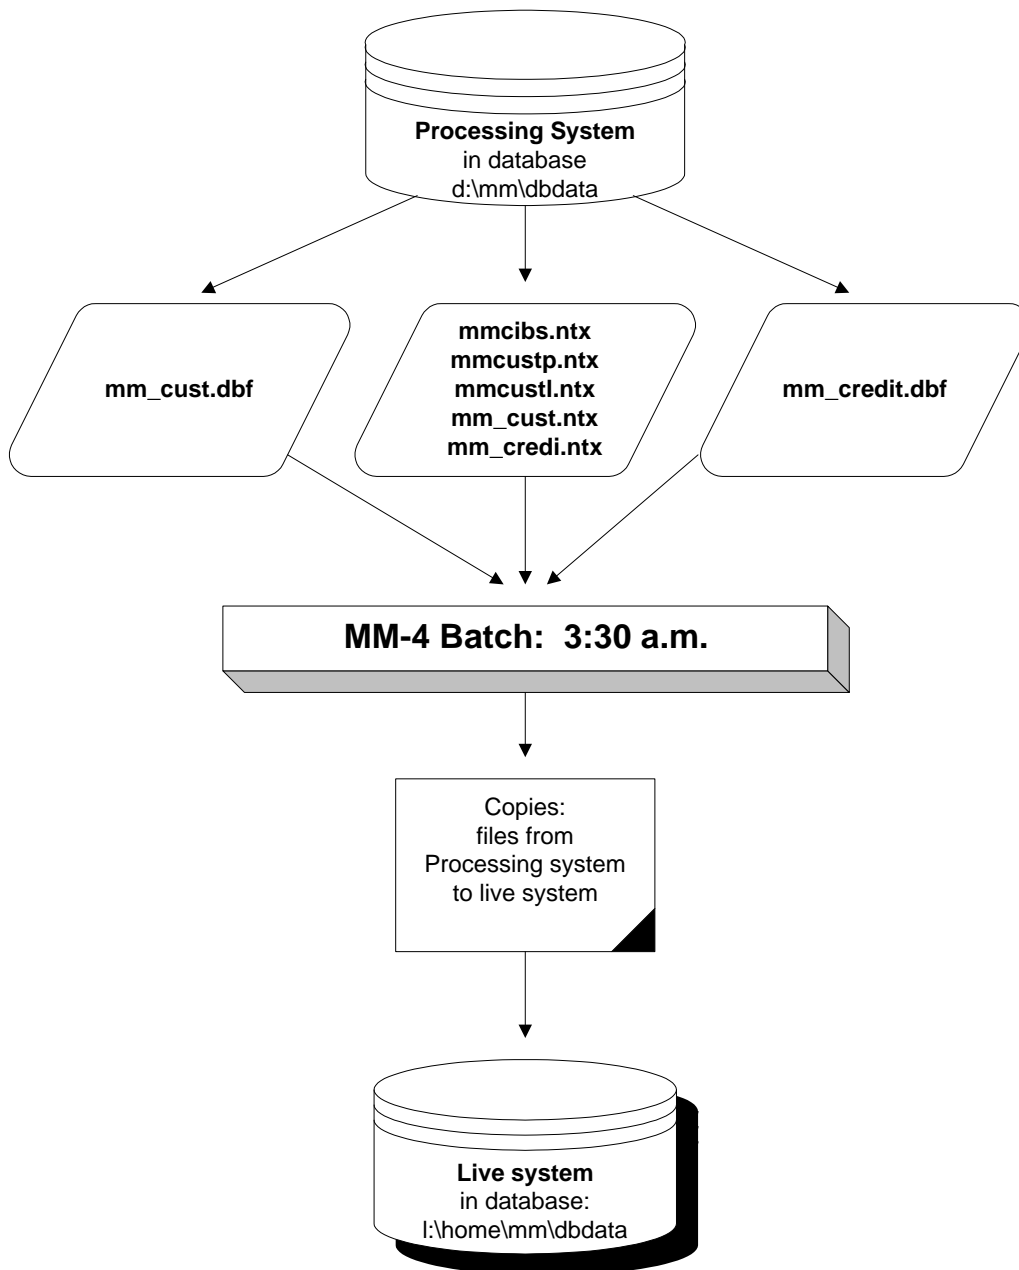 Processing System
in database
d:\mm\dbdata
mm_cust.dbf
mmcibs.ntx
mmcustp.ntx
mmcustl.ntx
mm_cust.ntx
mm_credi.ntx
mm_credit.dbf
MM-4 Batch:  3:30 a.m.
Copies:
files from
Processing system
to live system
Live system
in database:
l:\home\mm\dbdata